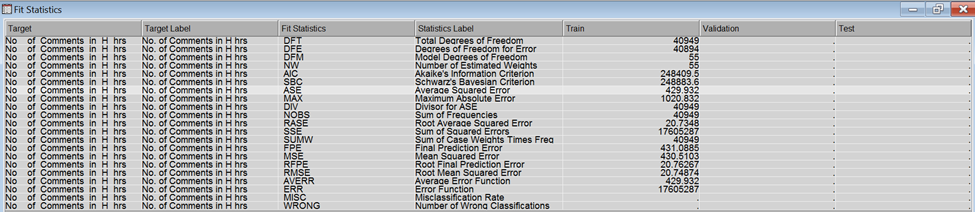 Fit Statistics
Target Target Label Fit Statistics Statistics Label Train Validation Test
No of Comments in H hrs No. of Comments in H hrs DFT Total Degrees of Freedom 40949 . .
No of Comments in H hrs No. of Comments in H hrs DFE Degrees of Freedom for Error 40894 . .
No of Comments in H hrs No. of Comments in H hrs DFM Model Degrees of Freedom 55 . .
No of Comments in H hrs No. of Comments in H hrs NW Number of Estimated Weights 55 . .
No of Comments in H hrs No. of Comments in H hrs AIC Akaike's Information Criterion 248409.5 . .
No of Comments in H hrs No. of Comments in H hrs SBC Schwarz's Bayesian Criterion 248883.6 . .
No of Comments in H hrs No. of Comments in H hrs ASE Average Squared Error 429.932 . .
No of Comments in H hrs No. of Comments in H hrs MAX Maximum Absolute Error 1020.832 . .
No of Comments in H hrs No. of Comments in H hrs DIV Divisor for ASE 40949 . .
No of Comments in H hrs No. of Comments in H hrs NOBS Sum of Frequencies 40949 . .
No of Comments in H hrs No. of Comments in H hrs RASE Root Average Squared Error 20.7348 . .
No of Comments in H hrs No. of Comments in H hrs SSE Sum of Squared Errors 17605287 . .
No of Comments in H hrs No. of Comments in H hrs SUMW Sum of Case Weights Times Freq 40949 . .
No of Comments in H hrs No. of Comments in H hrs FPE Final Prediction Error 431.0885 . .
No of Comments in H hrs No. of Comments in H hrs MSE Mean Squared Error 430.5103 . .
No of Comments in H hrs No. of Comments in H hrs RFPE Root Final Prediction Error 20.76267 . .
No of Comments in H hrs No. of Comments in H hrs RMSE Root Mean Squared Error 20.74874 . .
No of Comments in H hrs No. of Comments in H hrs AVERR Average Error Function 429.932 . .
No of Comments in H hrs No. of Comments in H hrs ERR Error Function 17605287 . .
No of Comments in H hrs No. of Comments in H hrs MISC Misclassification Rate . . .
No of Comments in H hrs No. of Comments in H hrs WRONG Number of Wrong Classifications . . .